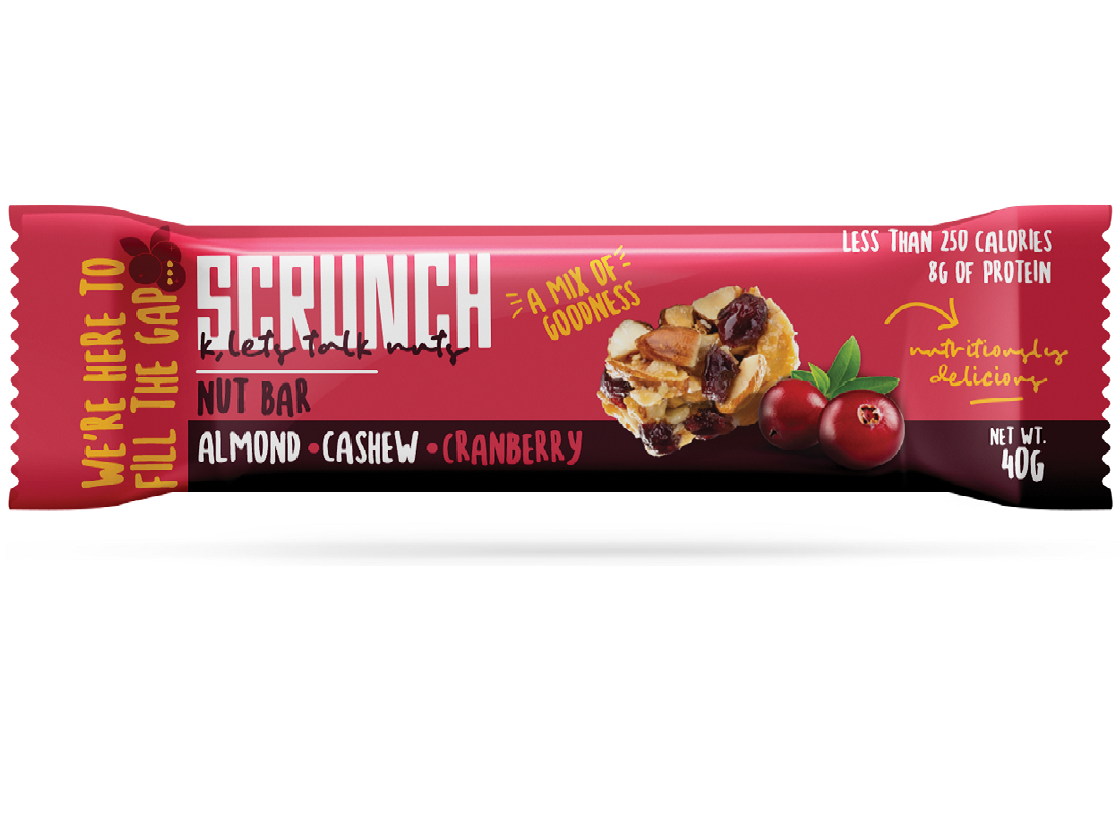 WE'RE HERE TO
FILL THE GAP
SCRUNCH
k, lets talk nuts
NUT BAR
ALMOND • CASHEW • CRANBERRY
A MIX OF
GOODNESS
LESS THAN 250 CALORIES
8G OF PROTEIN
nutritionally
delicious
NET WT.
40G